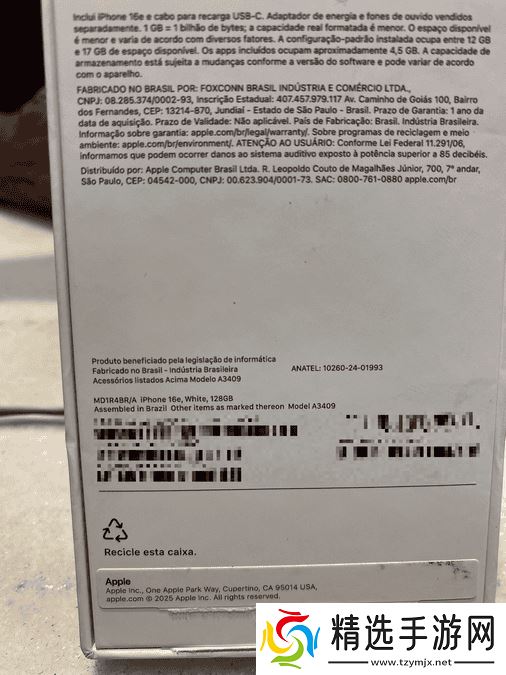 Inclui iPhone 16e e cabo para recarga USB-C. Adaptador de energia e fones de ouvido vendidos
separadamente. 1 GB = 1 bilhão de bytes; a capacidade real formatada é menor. O espaço disponível
é menor e varia de acordo com diversos fatores. A configuração-padrão instalada ocupa entre 12 GB
e 17 GB de espaço disponível. Os apps incluídos ocupam aproximadamente 4,5 GB. A capacidade de
armazenamento está sujeita a mudanças conforme a versão do software e pode variar de acordo
com o aparelho.
FABRICADO NO BRASIL POR: FOXCONN BRASIL INDÚSTRIA E COMÉRCIO LTDA.,
CNPJ: 08.285.374/0002-93, Inscrição Estadual: 407.457.979.117 Av. Caminho de Goiás 100, Bairro
dos Fernandes, CEP: 13214-870, Jundiaí - Estado de São Paulo - Brasil. Prazo de Garantia: 1 ano da
data de aquisição. Prazo de Validade: Não aplicável. País de Fabricação: Brasil. Indústria Brasileira.
Informação sobre garantia: apple.com/br/legal/warranty/. Sobre programas de reciclagem e meio
ambiente: apple.com/br/environment/. ATENÇÃO AO USUÁRIO: Conforme Lei Federal 11.291/06,
informamos que podem ocorrer danos ao sistema auditivo exposto à potência superior a 85 decibéis.
Distribuído por: Apple Computer Brasil Ltda. R. Leopoldo Couto de Magalhães Júnior, 700, 7º andar,
São Paulo, CEP: 04542-000, CNPJ: 00.623.904/0001-73. SAC: 0800-761-0880 apple.com/br
Produto beneficiado pela legislação de informática
Fabricado no Brasil - Indústria Brasileira
ANATEL: 10260-24-01993
Acessórios listados Acima Modelo A3409
MD1R4BR/A iPhone 16e, White, 128GB
Assembled in Brazil Other items as marked thereon Model A3409
Recicle esta caixa.
Apple
Apple Inc., One Apple Park Way, Cupertino, CA 95014 USA,
apple.com © 2025 Apple Inc. All rights reserved.
精选手游网
www.tzymjx.net